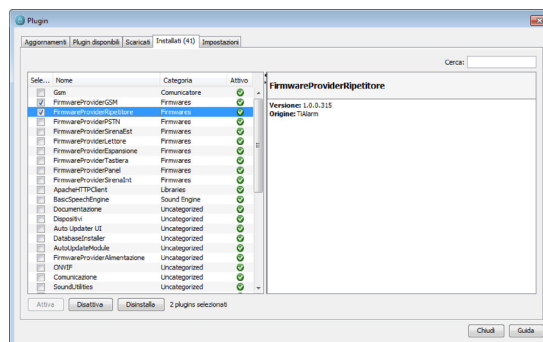 Plugin
Aggiornamenti Plugin disponibili Scaricati Installati (41) Impostazioni
Cerca:
Sele... Nome Categoria Attivo
Gsm Comunicatore
FirmwareProviderGSM Firmwares
FirmwareProviderRipetitore Firmwares
FirmwareProviderPSTN Firmwares
FirmwareProviderSirenaEst Firmwares
FirmwareProviderLettore Firmwares
FirmwareProviderEspansione Firmwares
FirmwareProviderTastiera Firmwares
FirmwareProviderPanel Firmwares
FirmwareProviderSirenaInt Firmwares
ApacheHTTPClient Libraries
BasicSpeechEngine Sound Engine
Documentazione Uncategorized
Dispositivi Uncategorized
Auto Updater UI Uncategorized
DatabaseInstaller Uncategorized
AutoUpdateModule Uncategorized
FirmwareProviderAlimentazione Uncategorized
ONVIF Uncategorized
Comunicazione Uncategorized
SoundUtilities Uncategorized
FirmwareProviderRipetitore
Versione: 1.0.0.315
Origine: TiAlarm
Attiva Disattiva Disinstalla 2 plugins selezionati
Chiudi Guida